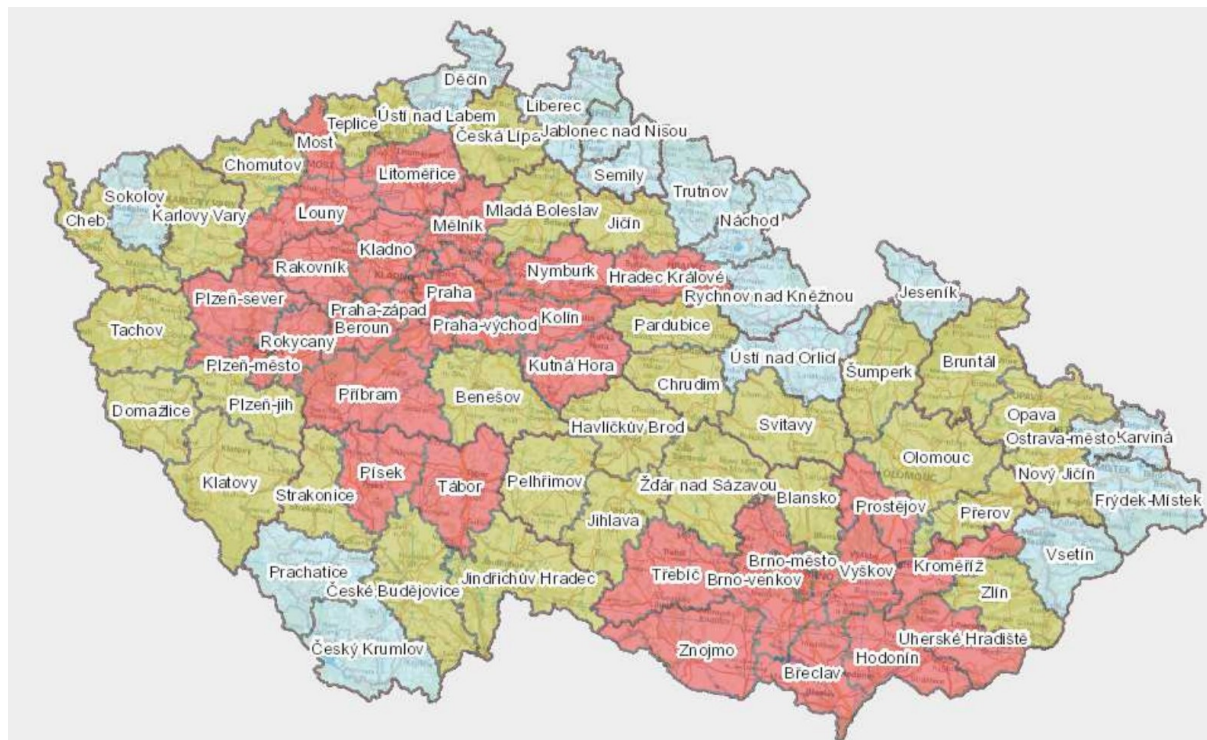 Děčín
Liberec
Ústí nad Labem
Teplice
Jablonec nad Nisou
Česká Lípa
Most
Chomutov
Litoměřice
Semily
Trutnov
Sokolov
Louny
Mladá Boleslav
Jičín
Náchod
Cheb
Karlovy Vary
Mělník
Kladno
Rakovník
Nymburk
Hradec Králové
Plzeň-sever
Praha
Rychnov nad Kněžnou
Jeseník
Praha-západ
Kolín
Tachov
Beroun
Praha-východ
Pardubice
Rokycany
Ústí nad Orlicí
Bruntál
Plzeň-město
Kutná Hora
Šumperk
Chrudim
Příbram
Benešov
Plzeň-jih
Domažlice
Opava
Havlíčkův Brod
Svitavy
Ostrava-město
Karviná
Olomouc
Klatovy
Písek
Nový Jičín
Strakonice
Tábor
Pelhřimov
Žďár nad Sázavou
Blansko
Frýdek-Místek
Prostějov
Přerov
Jihlava
Vsetín
Brno-město
Kroměříž
Prachatice
Vyškov
Třebíč
Brno-venkov
Jindřichův Hradec
České Budějovice
Zlín
Uherské Hradiště
Český Krumlov
Znojmo
Hodonín
Břeclav